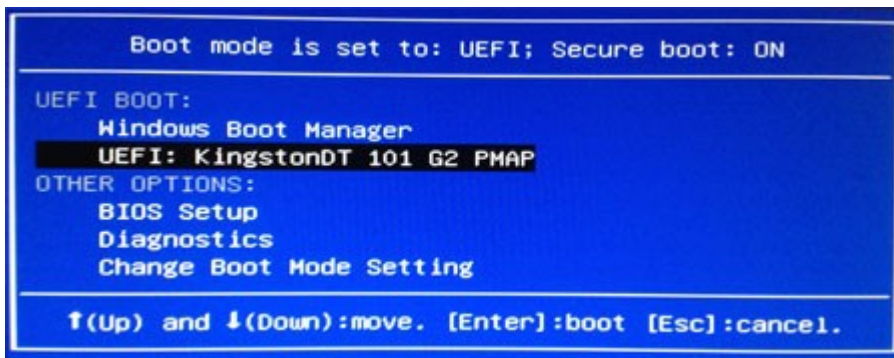 Boot mode is set to: UEFI; Secure boot: ON
UEFI BOOT:
Windows Boot Manager
UEFI: KingstonDT 101 G2 PMAP
OTHER OPTIONS:
BIOS Setup
Diagnostics
Change Boot Mode Setting
↑(Up) and ↓(Down):move. [Enter]:boot [Esc]:cancel.